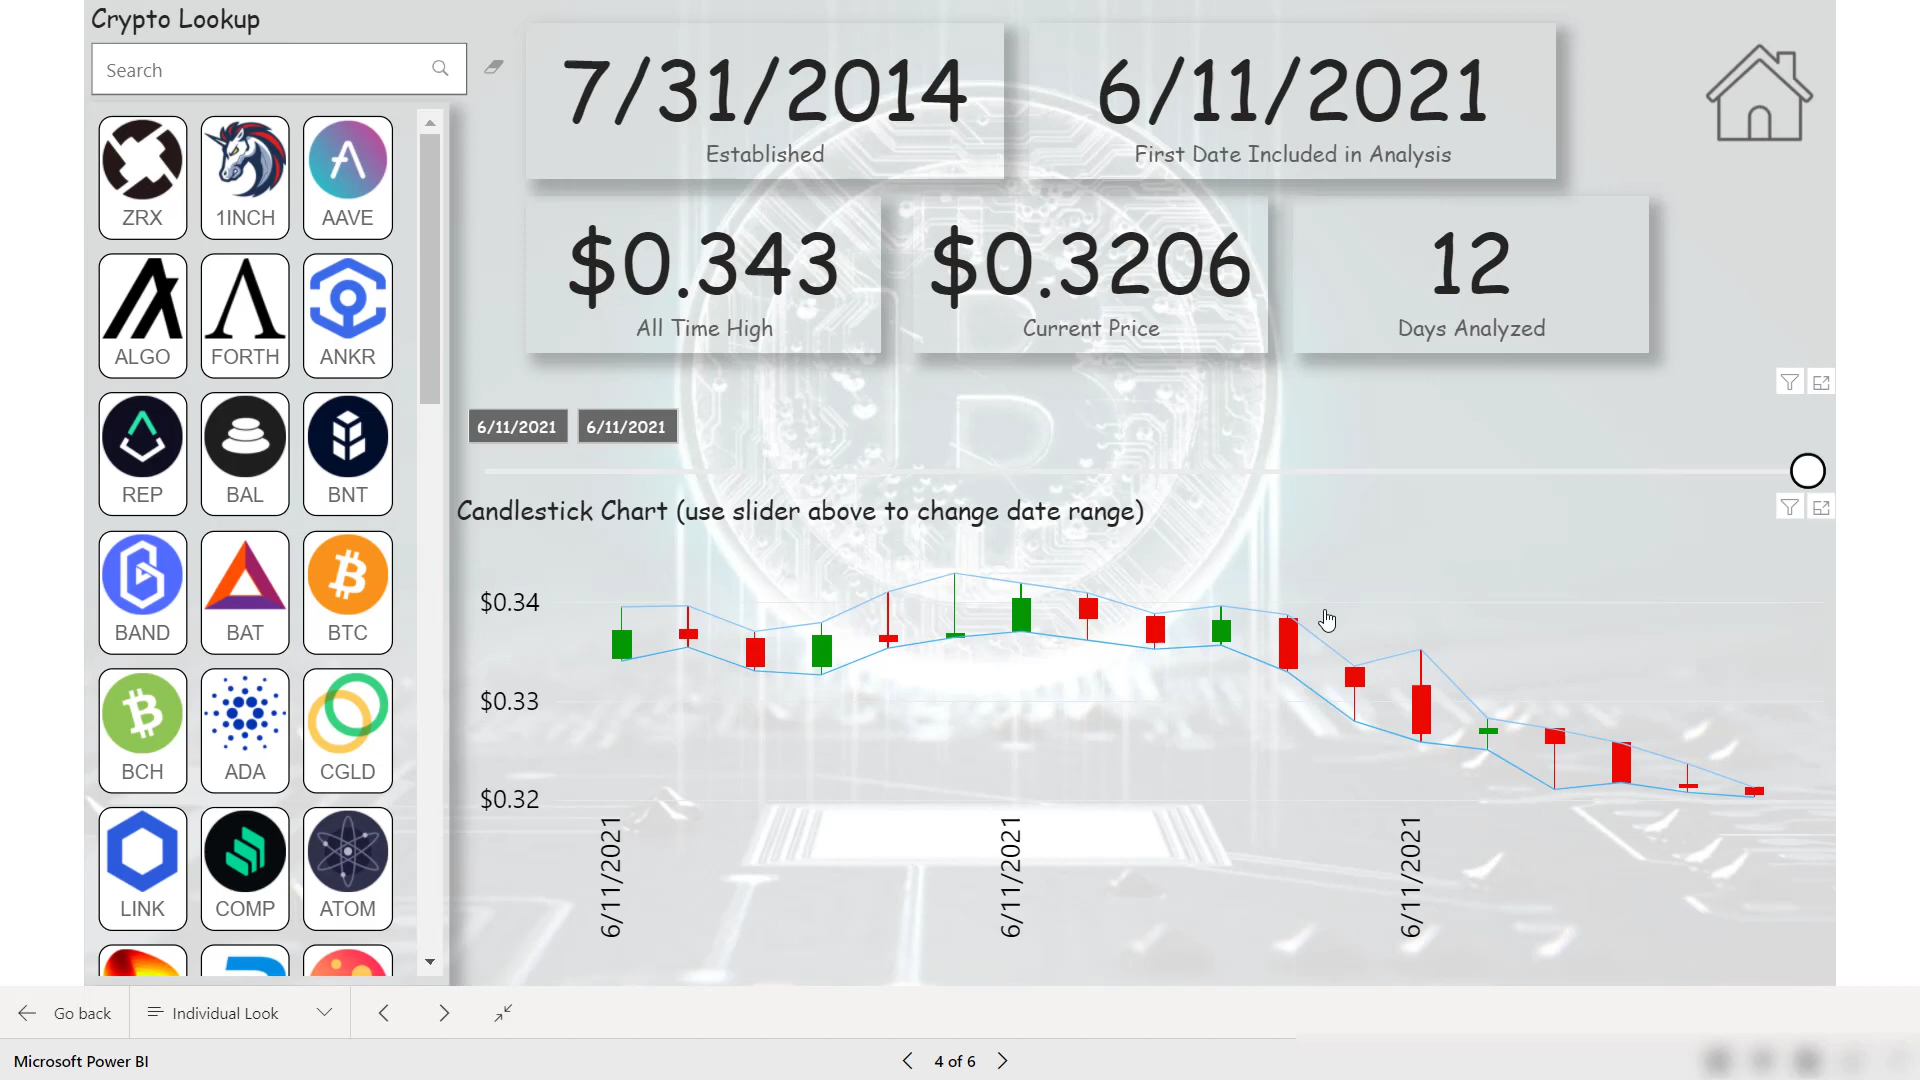 Crypto Lookup
Search
7/31/2014
Established
6/11/2021
First Date Included in Analysis
$0.343
All Time High
$0.3206
Current Price
12
Days Analyzed
ZRX
1INCH
AAVE
ALGO
FORTH
ANKR
REP
BAL
BNT
BAND
BAT
BTC
BCH
ADA
CGLD
LINK
COMP
ATOM
6/11/2021
6/11/2021
Candlestick Chart (use slider above to change date range)
$0.34
$0.33
$0.32
6/11/2021
6/11/2021
6/11/2021
Go back
Individual Look
Microsoft Power BI
4 of 6